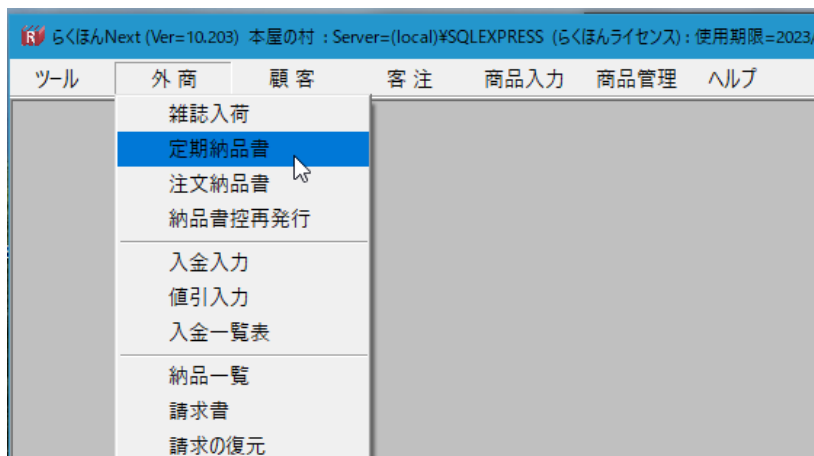 らくほんNext (Ver=10.203) 本屋の村 : Server=(local)¥SQLEXPRESS (らくほんライセンス) : 使用期限=2023/
ツール 外 商 顧 客 客 注 商品入力 商品管理 ヘルプ
雑誌入荷
定期納品書
注文納品書
納品書控再発行
入金入力
値引入力
入金一覧表
納品一覧
請求書
請求の復元